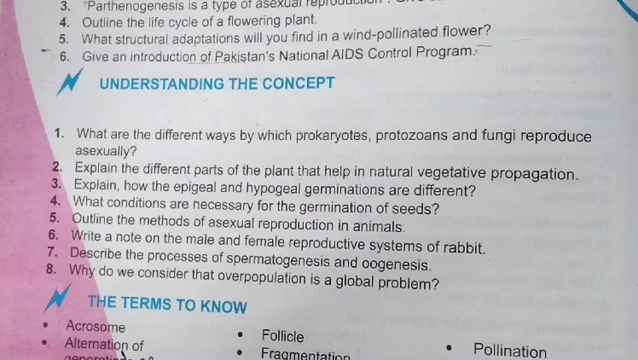 3. "Parthenogenesis is a type of asexual reproduction".
4. Outline the life cycle of a flowering plant.
5. What structural adaptations will you find in a wind-pollinated flower?
6. Give an introduction of Pakistan's National AIDS Control Program.
UNDERSTANDING THE CONCEPT
1. What are the different ways by which prokaryotes, protozoans and fungi reproduce
asexually?
2. Explain the different parts of the plant that help in natural vegetative propagation.
3. Explain, how the epigeal and hypogeal germinations are different?
4. What conditions are necessary for the germination of seeds?
5. Outline the methods of asexual reproduction in animals.
6. Write a note on the male and female reproductive systems of rabbit.
7. Describe the processes of spermatogenesis and oogenesis.
8. Why do we consider that overpopulation is a global problem?
THE TERMS TO KNOW
• Acrosome
• Alternation of
• Follicle
• Fragmentation
• Pollination